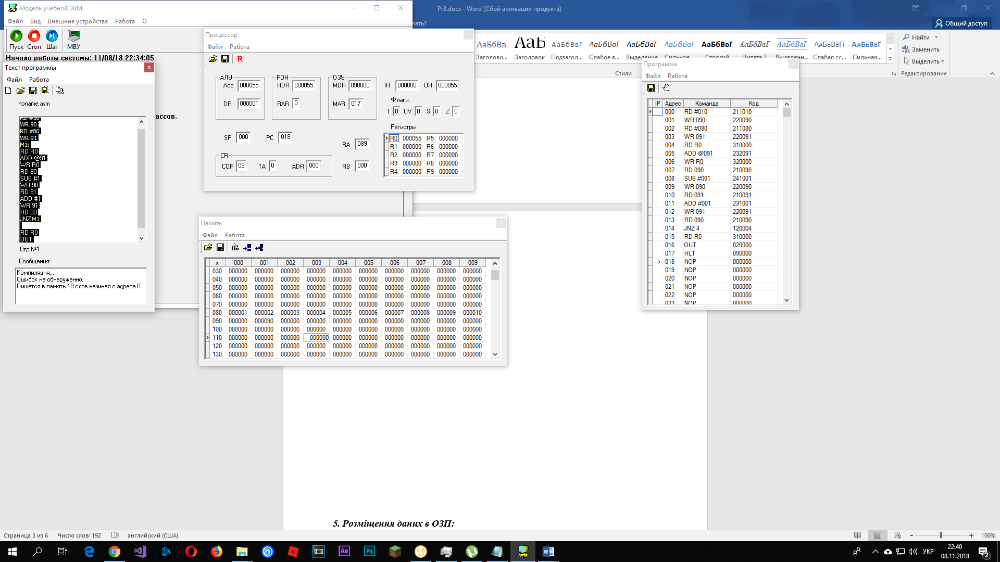 Модель учебной ЭВМ
Файл Вид Внешние устройства Работа О
Пуск Стоп Шаг МВУ
Начало работы системы: 11/08/18 22:34:05
ассов.
Pr3.docx - Word (Сбой активации продукта)
лать?
Общий доступ
АаБбВв АаБ АаБбВвГ АаБбВвГ АаБбВвГ АаБбВвГ АаБбВвГ АаБбВвГ АаБбВвГ АаБбВвГг АаБбВвГ
Заголово... Заголовок Подзагол... Слабое в... Выделение Сильное Строгий Цитата 2 Выделенн... Слабая сс... Сильная...
Стили
Найти
Заменить
Выделить
Редактирование
Текст программы
Файл Работа
noname.asm
RD #10
WR 90
RD #80
WR 91
M1:
RD R0
ADD @91
WR R0
RD 90
SUB #1
WR 90
RD 91
ADD #1
WR 91
RD 90
JNZ M1
RD R0
OUT
Стр №1
Сообщения:
Компиляция...
Ошибок не обнаруженно.
Пишется в память 18 слов начиная с адреса 0
Процессор
Файл Работа
R
АЛУ РОН ОЗУ
Acc 000055 RDR 000055 MDR 090000 IR 000000 OR 000055
DR 000001 RAR 0 MAR 017
Флаги:
I 0 OV 0 S 0 Z 0
Регистры:
SP 000 PC 018 RA 089
R0 000055 R5 000000
R1 000000 R6 000000
R2 000000 R7 000000
R3 000000 R8 000000
R4 000000 R9 000000
CR
COP 09 TA 0 ADR 000 RB 000
Память
Файл Работа
Go
x 000 001 002 003 004 005 006 007 008 009
030 000000 000000 000000 000000 000000 000000 000000 000000 000000 000000
040 000000 000000 000000 000000 000000 000000 000000 000000 000000 000000
050 000000 000000 000000 000000 000000 000000 000000 000000 000000 000000
060 000000 000000 000000 000000 000000 000000 000000 000000 000000 000000
070 000000 000000 000000 000000 000000 000000 000000 000000 000000 000000
080 000001 000002 000003 000004 000005 000006 000007 000008 000009 000010
090 000000 000090 000000 000000 000000 000000 000000 000000 000000 000000
100 000000 000000 000000 000000 000000 000000 000000 000000 000000 000000
110 000000 000000 000000 000000 000000 000000 000000 000000 000000 000000
120 000000 000000 000000 000000 000000 000000 000000 000000 000000 000000
130 000000 000000 000000 000000 000000 000000 000000 000000 000000 000000
Программа
Файл Работа
IP Адрес Команда Код
000 RD #010 211010
001 WR 090 220090
002 RD #080 211080
003 WR 091 220091
004 RD R0 310000
005 ADD @091 232091
006 WR R0 320000
007 RD 090 210090
008 SUB #001 241001
009 WR 090 220090
010 RD 091 210091
011 ADD #001 231001
012 WR 091 220091
013 RD 090 210090
014 JNZ 4 120004
015 RD R0 310000
016 OUT 020000
017 HLT 090000
--> 018 NOP 000000
019 NOP 000000
020 NOP 000000
021 NOP 000000
022 NOP 000000
023 NOP 000000
5. Розміщення даних в ОЗП:
Страница 3 из 6 Число слов: 192 английский (США) 100%
Ae Ps
УКР
22:40
08.11.2018
2